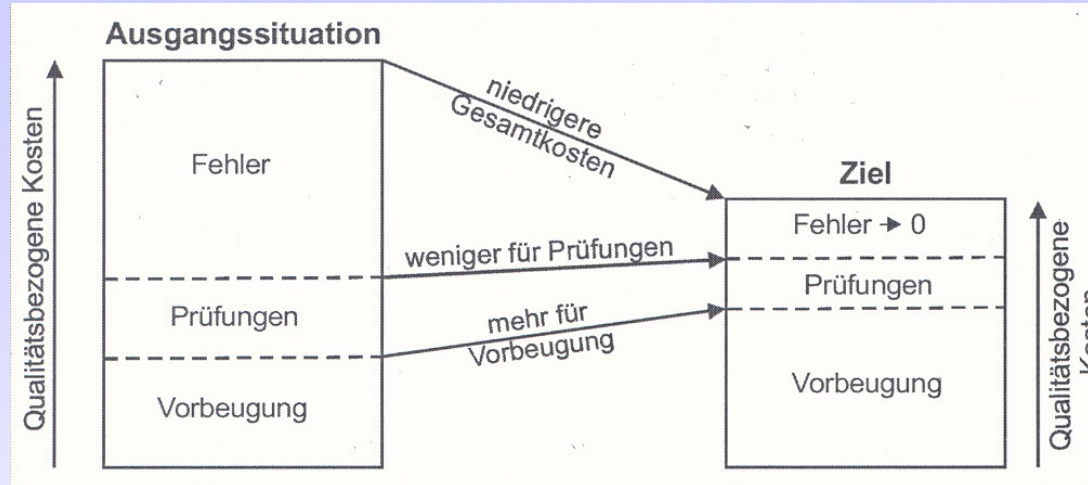 Ausgangssituation
Qualitätsbezogene Kosten
Fehler
Prüfungen
Vorbeugung
niedrigere
Gesamtkosten
weniger für Prüfungen
mehr für
Vorbeugung
Ziel
Fehler → 0
Prüfungen
Vorbeugung
Qualitätsbezogene
Kosten